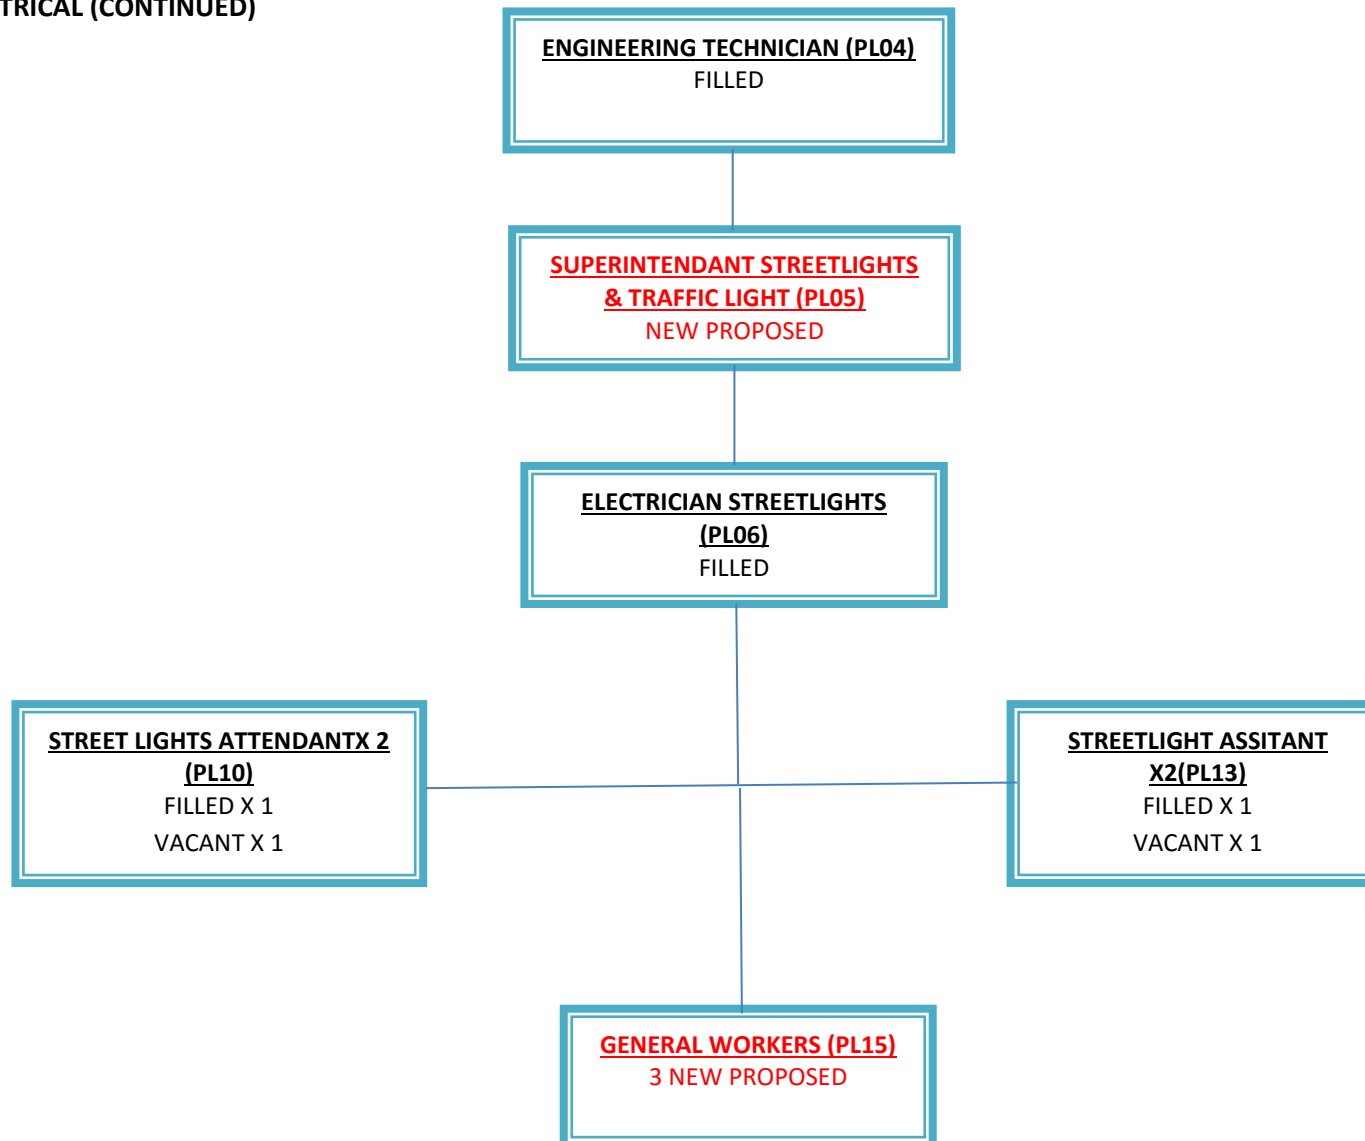 TRICAL (CONTINUED)
ENGINEERING TECHNICIAN (PL04)
FILLED
SUPERINTENDANT STREETLIGHTS
& TRAFFIC LIGHT (PL05)
NEW PROPOSED
ELECTRICIAN STREETLIGHTS
(PL06)
FILLED
STREET LIGHTS ATTENDANTX 2
(PL10)
FILLED X 1
VACANT X 1
STREETLIGHT ASSITANT
X2(PL13)
FILLED X 1
VACANT X 1
GENERAL WORKERS (PL15)
3 NEW PROPOSED